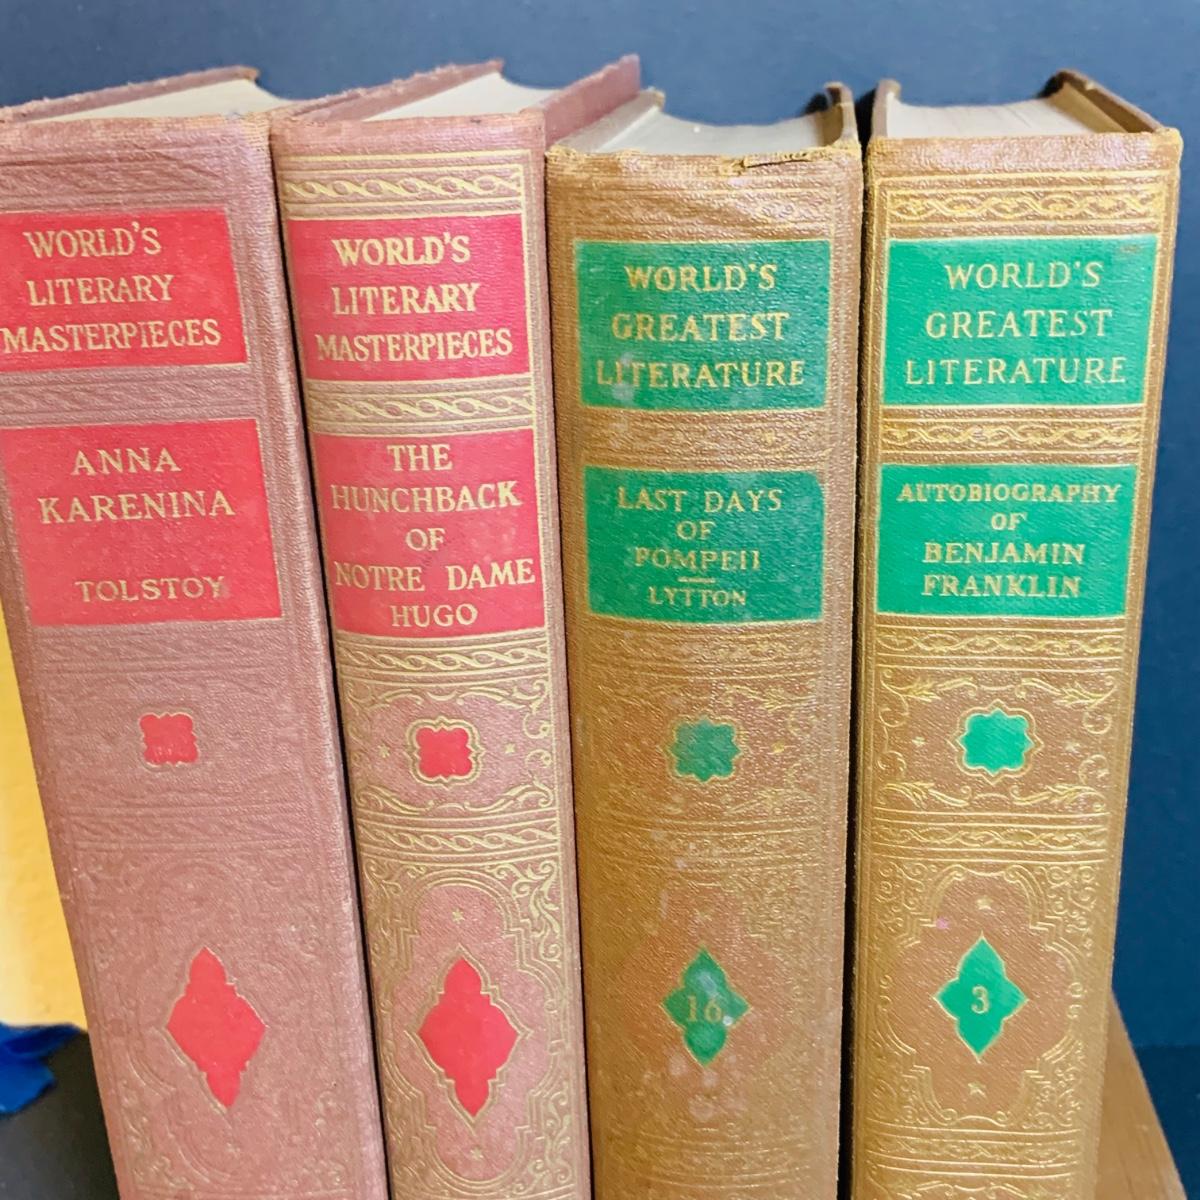 WORLD'S
LITERARY
MASTERPIECES
ANNA
KARENINA
TOLSTOY
WORLD'S
LITERARY
MASTERPIECES
THE
HUNCHBACK
OF
NOTRE DAME
HUGO
WORLD'S
GREATEST
LITERATURE
LAST DAYS
OF
POMPEII
LYTTON
16
WORLD'S
GREATEST
LITERATURE
AUTOBIOGRAPHY
OF
BENJAMIN
FRANKLIN
3